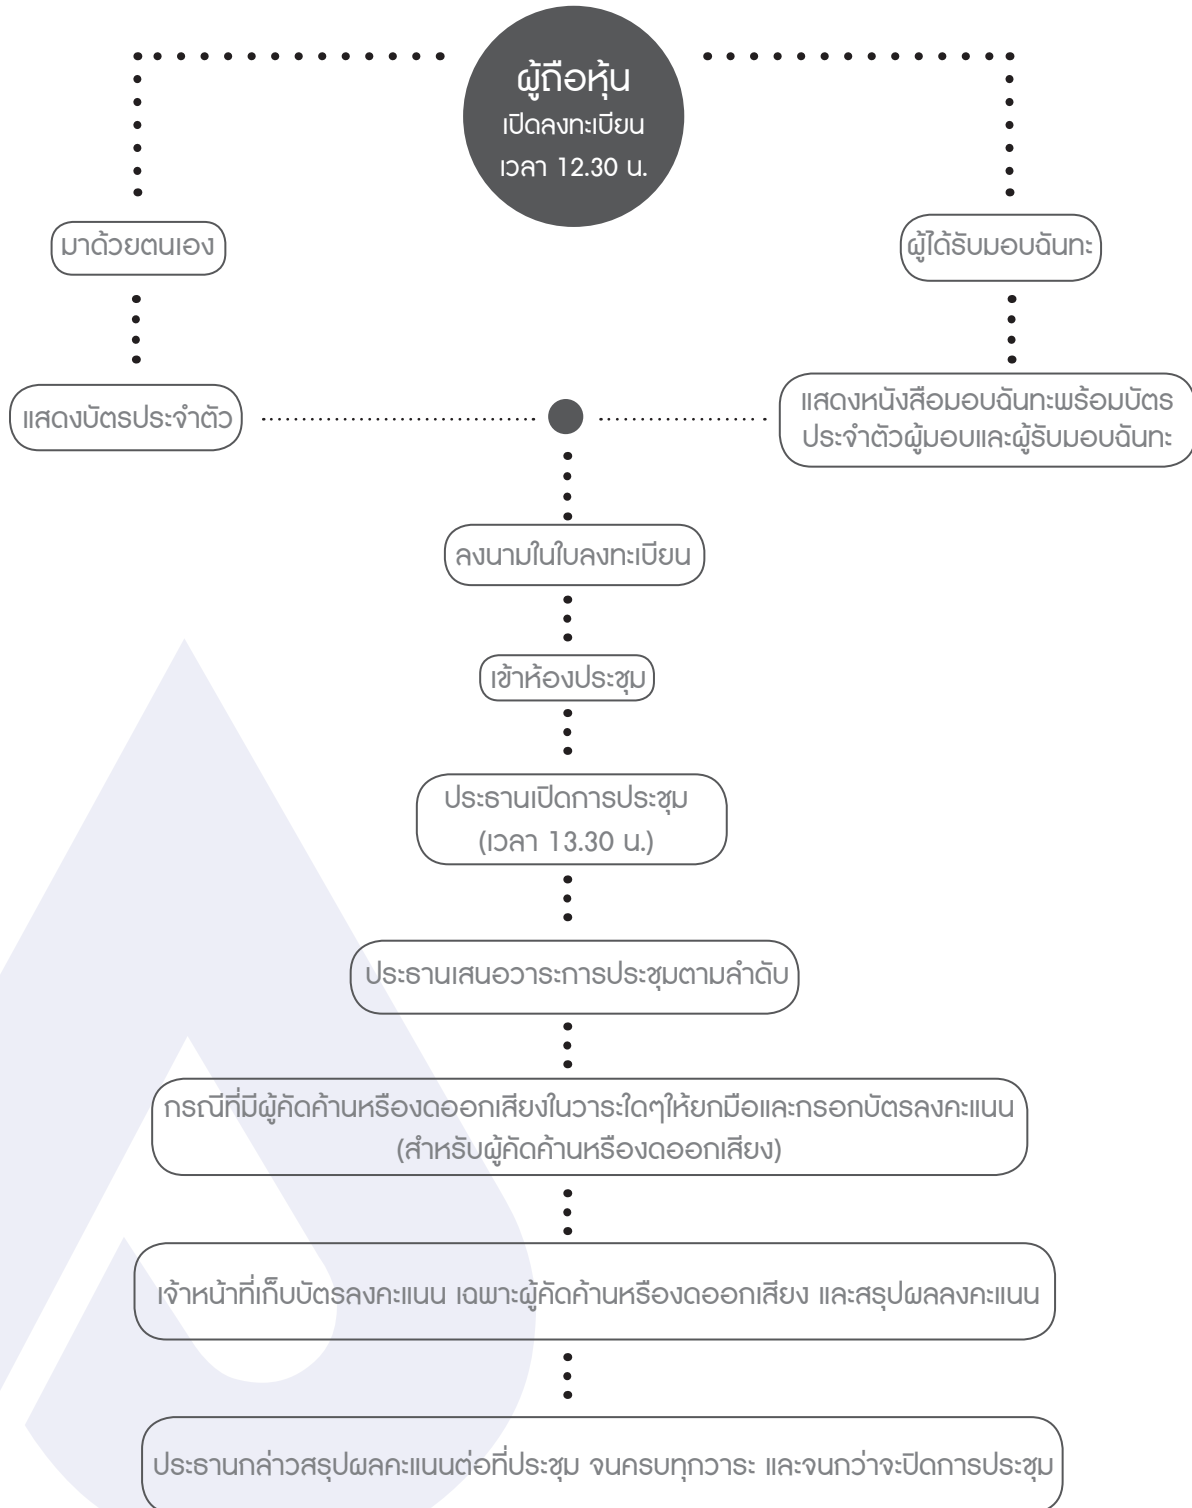 ผู้ถือหุ้น
เปิดลงทะเบียน
เวลา 12.30 น.
มาด้วยตนเอง
ผู้ได้รับมอบฉันทะ
แสดงบัตรประจำตัว
แสดงหนังสือมอบฉันทะพร้อมบัตร
ประจำตัวผู้มอบและผู้รับมอบฉันทะ
ลงนามในใบลงทะเบียน
เข้าห้องประชุม
ประธานเปิดการประชุม
(เวลา 13.30 น.)
ประธานเสนอวาระการประชุมตามลำดับ
กรณีที่มีผู้คัดค้านหรืองดออกเสียงในวาระใดๆให้ยกมือและกรอกบัตรลงคะแนน
(สำหรับผู้คัดค้านหรืองดออกเสียง)
เจ้าหน้าที่เก็บบัตรลงคะแนน เฉพาะผู้คัดค้านหรืองดออกเสียง และสรุปผลลงคะแนน
ประธานกล่าวสรุปผลคะแนนต่อที่ประชุม จนครบทุกวาระ และจนกว่าจะปิดการประชุม